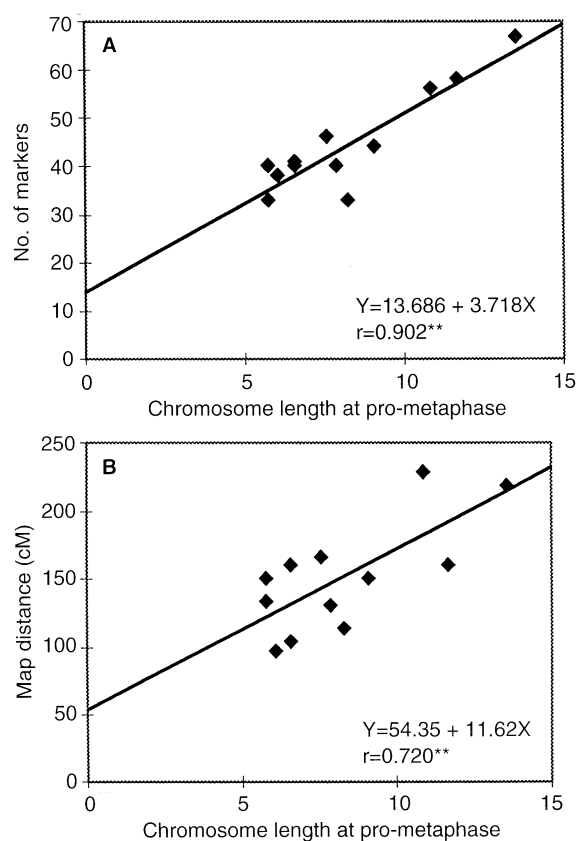 A
70
60
50
40
30
20
10
0
No. of markers
Y=13.686 + 3.718X
r=0.902**
0 5 10 15
Chromosome length at pro-metaphase
B
250
200
150
100
50
0
Map distance (cM)
Y=54.35 + 11.62X
r=0.720**
0 5 10 15
Chromosome length at pro-metaphase